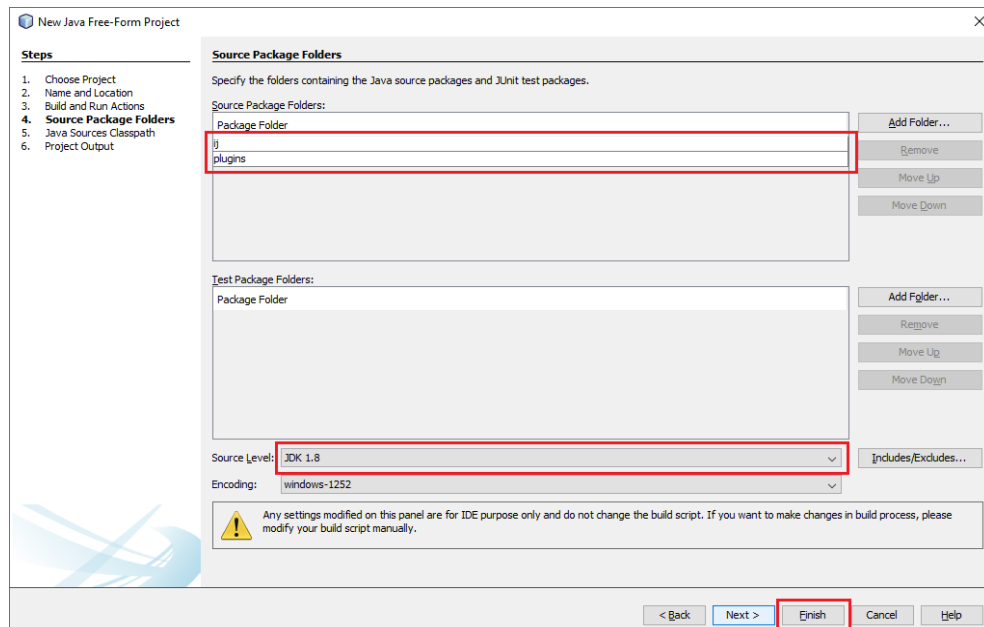 New Java Free-Form Project
Steps
1. Choose Project
2. Name and Location
3. Build and Run Actions
4. Source Package Folders
5. Java Sources Classpath
6. Project Output
Source Package Folders
Specify the folders containing the Java source packages and JUnit test packages.
Source Package Folders:
Package Folder
ij
plugins
Add Folder...
Remove
Move Up
Move Down
Test Package Folders:
Package Folder
Add Folder...
Remove
Move Up
Move Down
Source Level: JDK 1.8 Includes/Excludes...
Encoding: windows-1252
Any settings modified on this panel are for IDE purpose only and do not change the build script. If you want to make changes in build process, please
modify your build script manually.
< Back Next > Finish Cancel Help